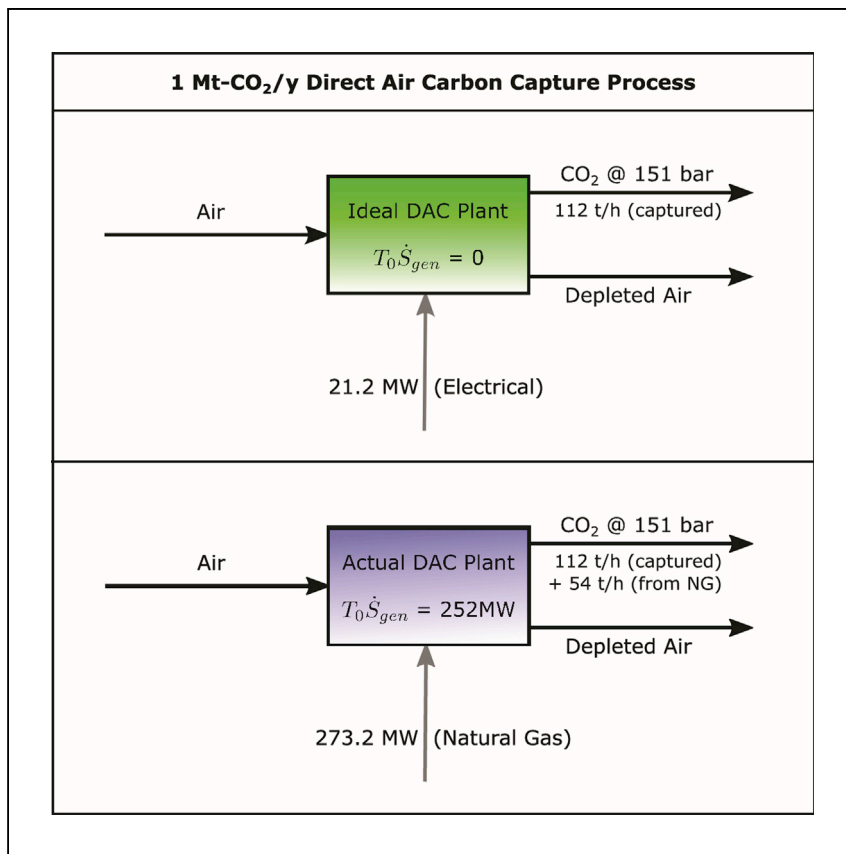 1 Mt-CO₂/y Direct Air Carbon Capture Process
Air
Ideal DAC Plant
T₀Ṡgen = 0
CO₂ @ 151 bar
112 t/h (captured)
Depleted Air
21.2 MW (Electrical)
Air
Actual DAC Plant
T₀Ṡgen = 252MW
CO₂ @ 151 bar
112 t/h (captured)
+ 54 t/h (from NG)
Depleted Air
273.2 MW (Natural Gas)